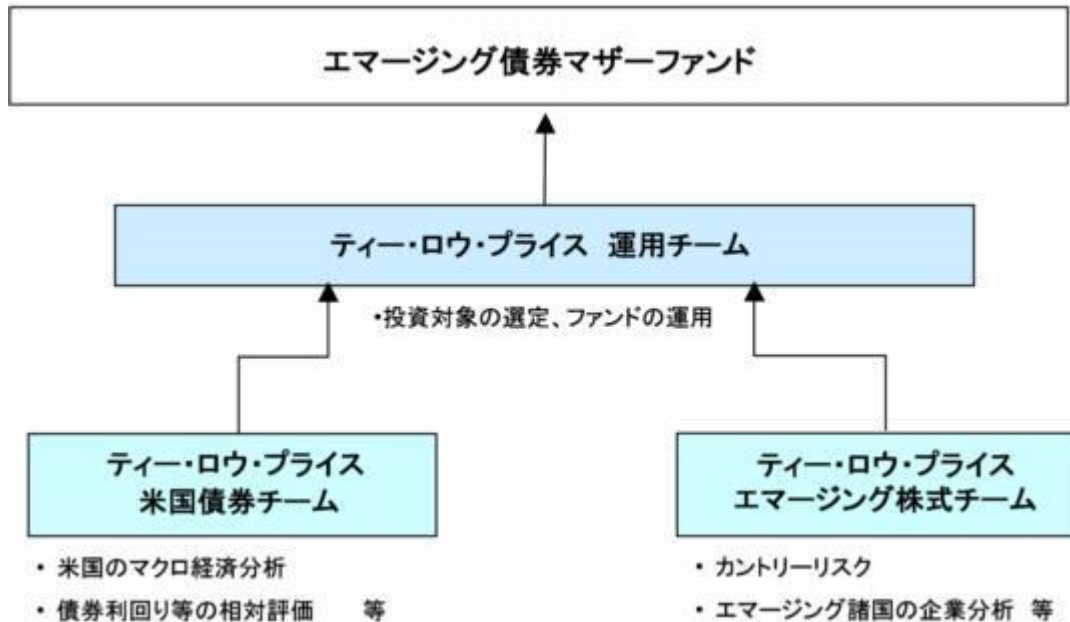 エマージング債券マザーファンド
ティー・ロウ・プライス 運用チーム
・投資対象の選定、ファンドの運用
ティー・ロウ・プライス
米国債券チーム
ティー・ロウ・プライス
エマージング株式チーム
・ 米国のマクロ経済分析
・ 債券利回り等の相対評価　　等
・ カントリーリスク
・ エマージング諸国の企業分析　等